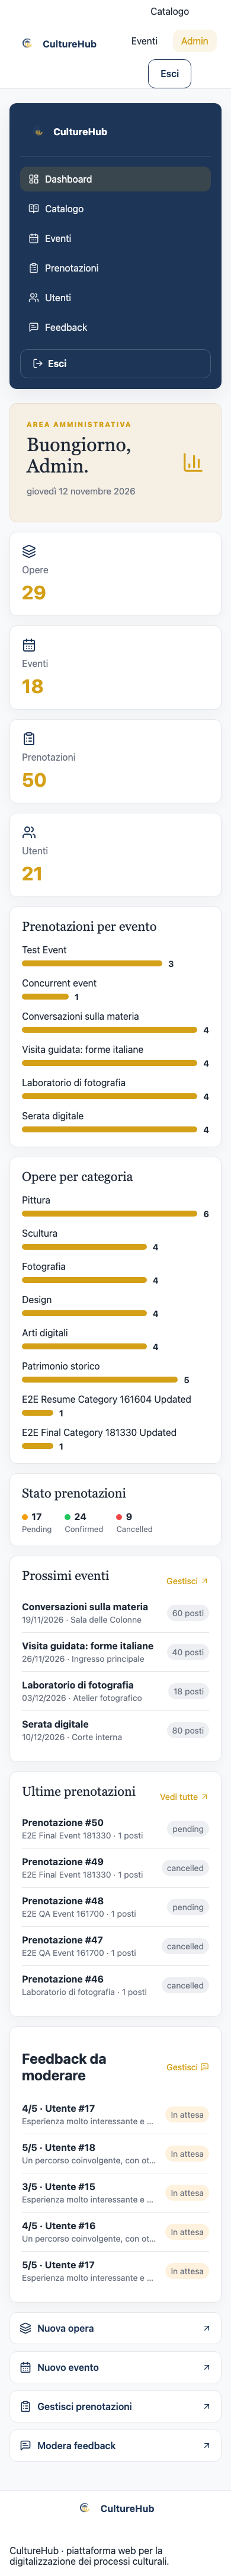 Catalogo
CultureHub
Eventi
Admin
Esci
CultureHub
Dashboard
Catalogo
Eventi
Prenotazioni
Utenti
Feedback
Esci
AREA AMMINISTRATIVA
Buongiorno,
Admin.
giovedì 12 novembre 2026
Opere
29
Eventi
18
Prenotazioni
50
Utenti
21
Prenotazioni per evento
Test Event
3
Concurrent event
1
Conversazioni sulla materia
4
Visita guidata: forme italiane
4
Laboratorio di fotografia
4
Serata digitale
4
Opere per categoria
Pittura
6
Scultura
4
Fotografia
4
Design
4
Arti digitali
4
Patrimonio storico
5
E2E Resume Category 161604 Updated
1
E2E Final Category 181330 Updated
1
Stato prenotazioni
17 24 9
Pending Confirmed Cancelled
Prossimi eventi
Gestisci
Conversazioni sulla materia
19/11/2026 · Sala delle Colonne
60 posti
Visita guidata: forme italiane
26/11/2026 · Ingresso principale
40 posti
Laboratorio di fotografia
03/12/2026 · Atelier fotografico
18 posti
Serata digitale
10/12/2026 · Corte interna
80 posti
Ultime prenotazioni
Vedi tutte
Prenotazione #50
E2E Final Event 181330 · 1 posti
pending
Prenotazione #49
E2E Final Event 181330 · 1 posti
cancelled
Prenotazione #48
E2E QA Event 161700 · 1 posti
pending
Prenotazione #47
E2E QA Event 161700 · 1 posti
cancelled
Prenotazione #46
Laboratorio di fotografia · 1 posti
cancelled
Feedback da
moderare
Gestisci
4/5 · Utente #17
Esperienza molto interessante e ...
In attesa
5/5 · Utente #18
Un percorso coinvolgente, con ot...
In attesa
3/5 · Utente #15
Esperienza molto interessante e ...
In attesa
4/5 · Utente #16
Un percorso coinvolgente, con ot...
In attesa
5/5 · Utente #17
Esperienza molto interessante e ...
In attesa
Nuova opera
Nuovo evento
Gestisci prenotazioni
Modera feedback
CultureHub
CultureHub · piattaforma web per la
digitalizzazione dei processi culturali.